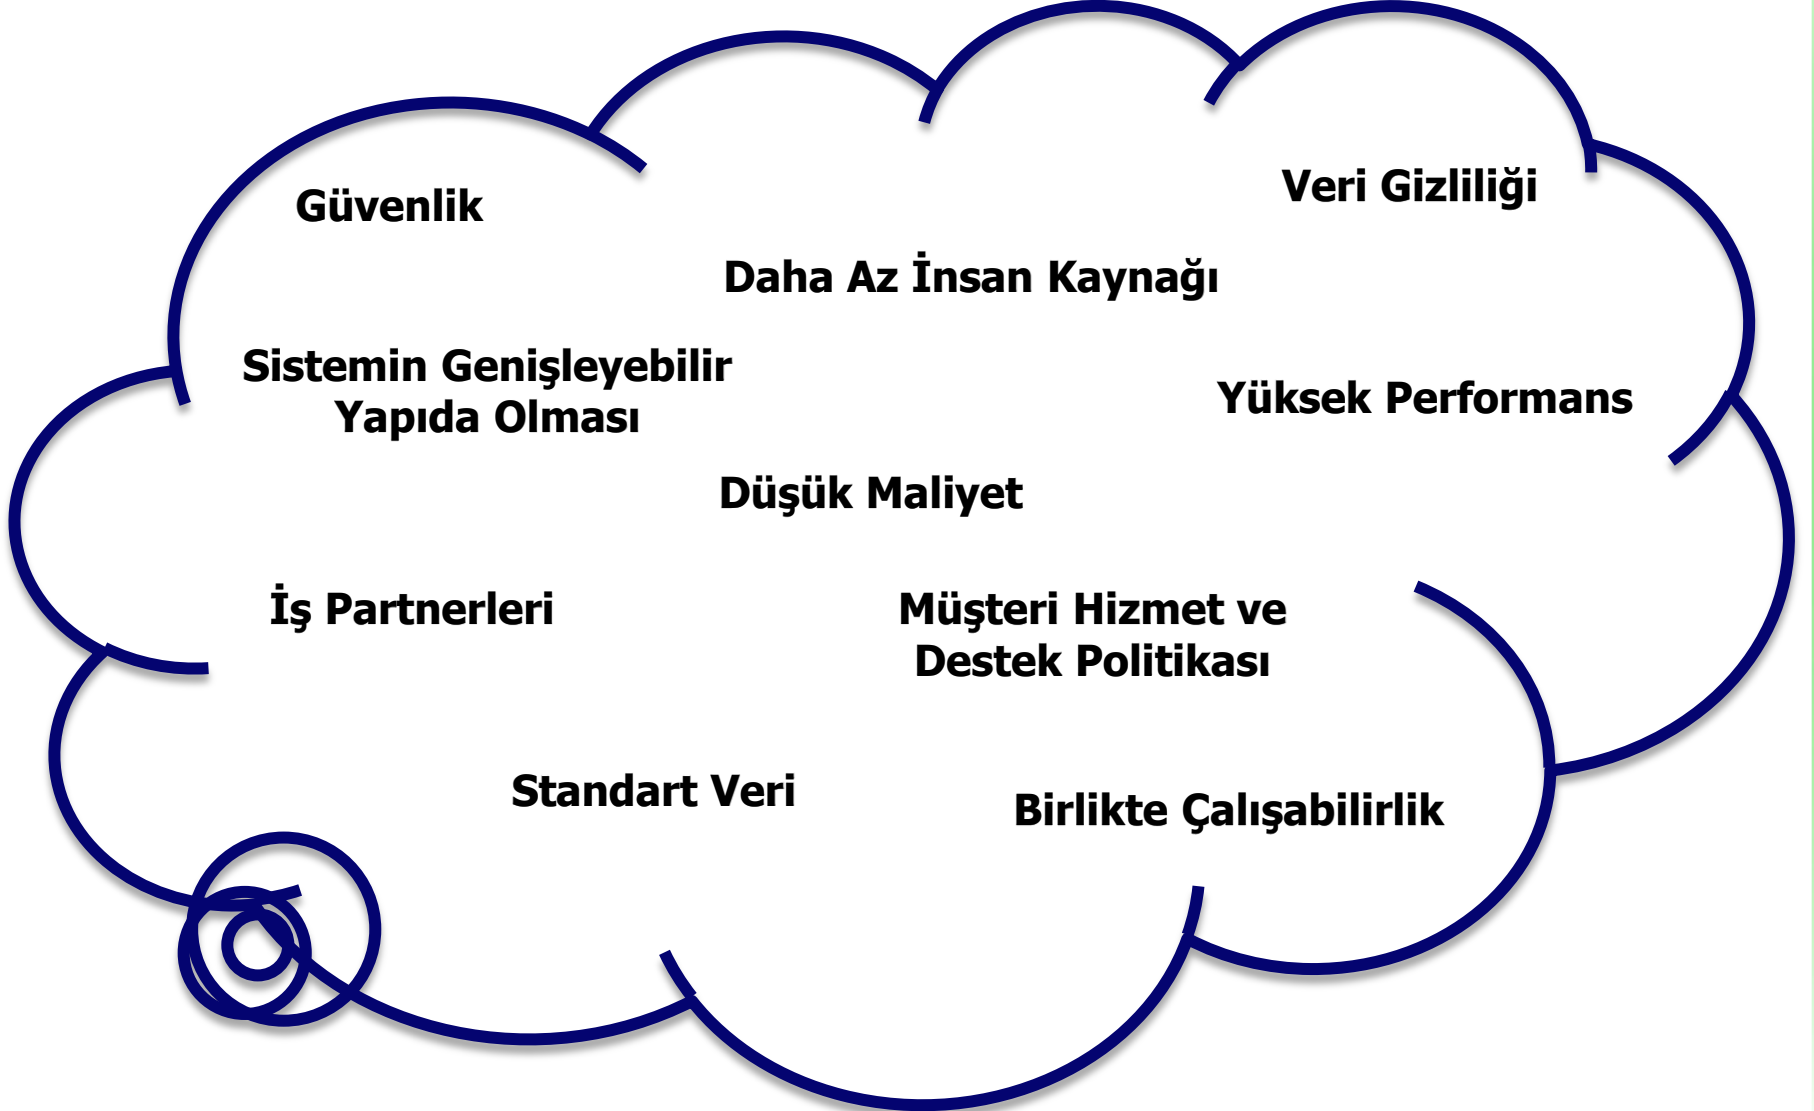 Güvenlik
Veri Gizliliği
Daha Az İnsan Kaynağı
Sistemin Genişleyebilir
Yapıda Olması
Yüksek Performans
Düşük Maliyet
İş Partnerleri
Müşteri Hizmet ve
Destek Politikası
Standart Veri
Birlikte Çalışabilirlik